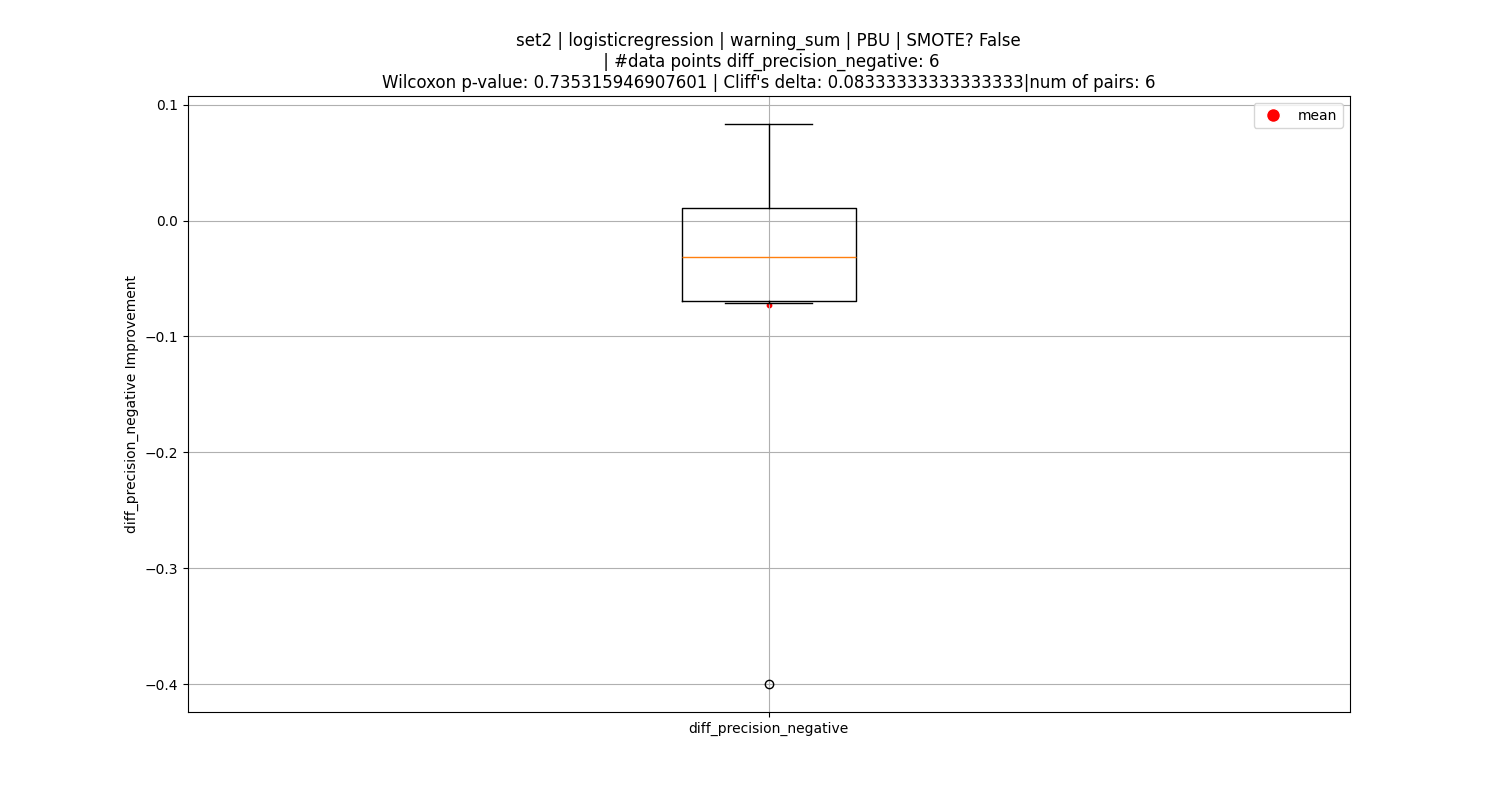 set2 | logisticregression | warning_sum | PBU | SMOTE? False
| #data points diff_precision_negative: 6
Wilcoxon p-value: 0.735315946907601 | Cliff's delta: 0.08333333333333333|num of pairs: 6
mean
0.1
0.0
−0.1
−0.2
−0.3
−0.4
diff_precision_negative Improvement
diff_precision_negative